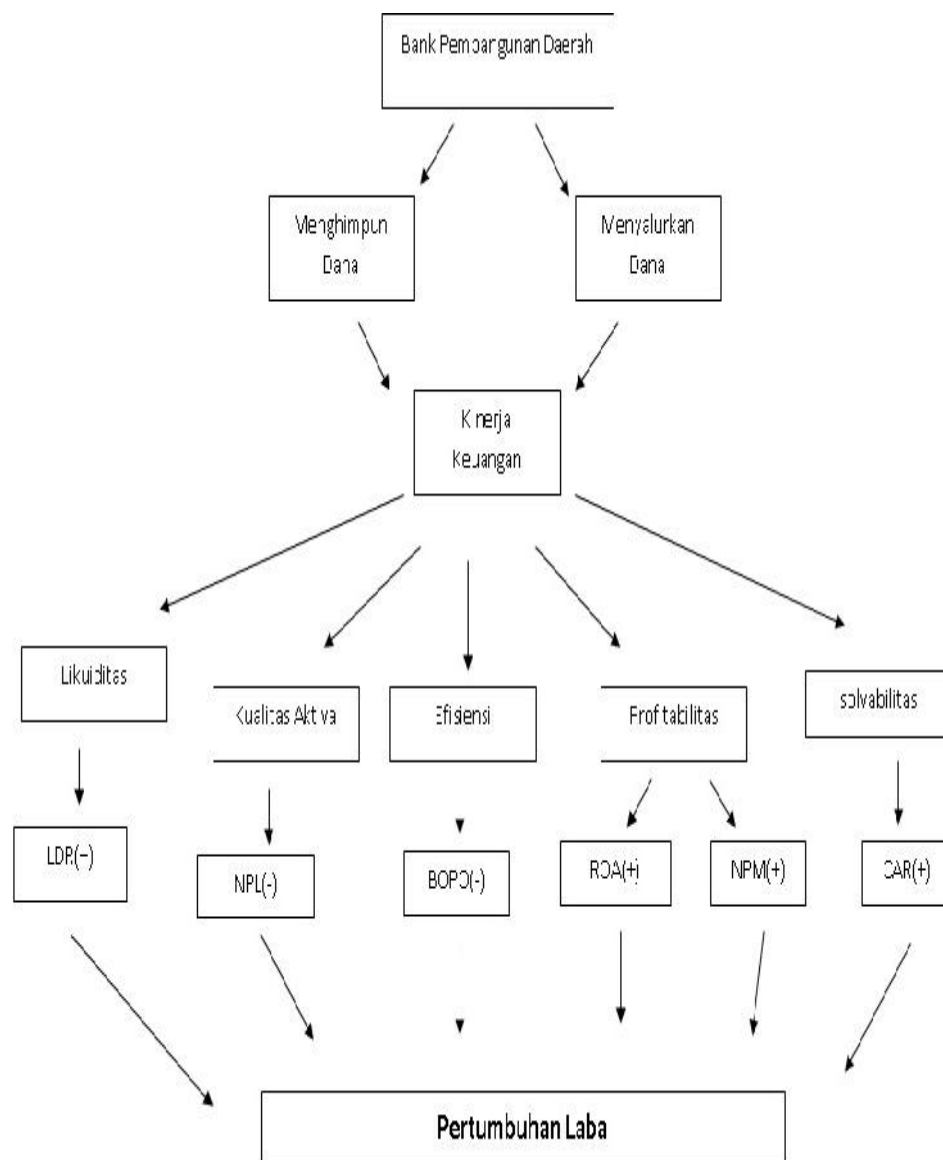 Bank Pembangunan Daerah
Menghimpun
Dana
Menyalurkan
Dana
Kinerja
Keuangan
Likuiditas
Kualitas Aktiva
Efisiensi
Profitabilitas
solvabilitas
NPL(-)
BOPO(-)
ROA(+)
NPM(+)
CAR(+)
Pertumbuhan Laba